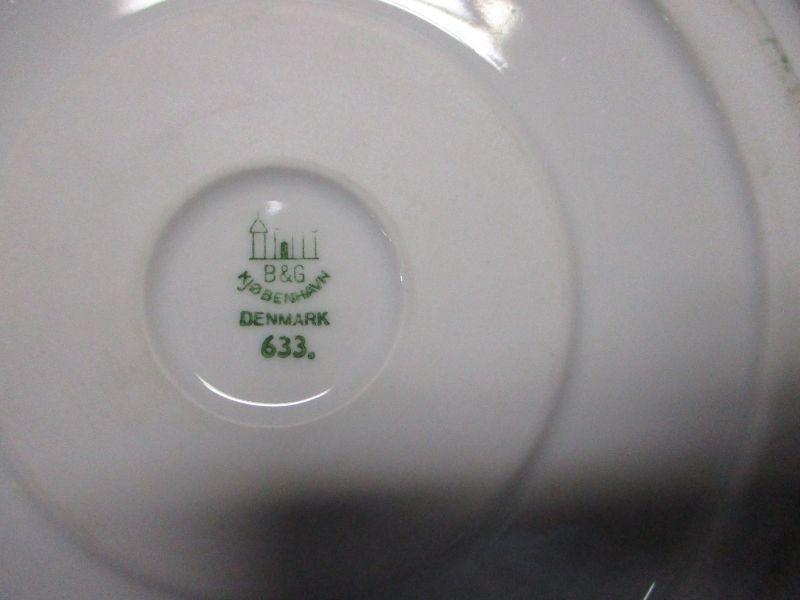 B&G
KJØBENHAVN
DENMARK
633.